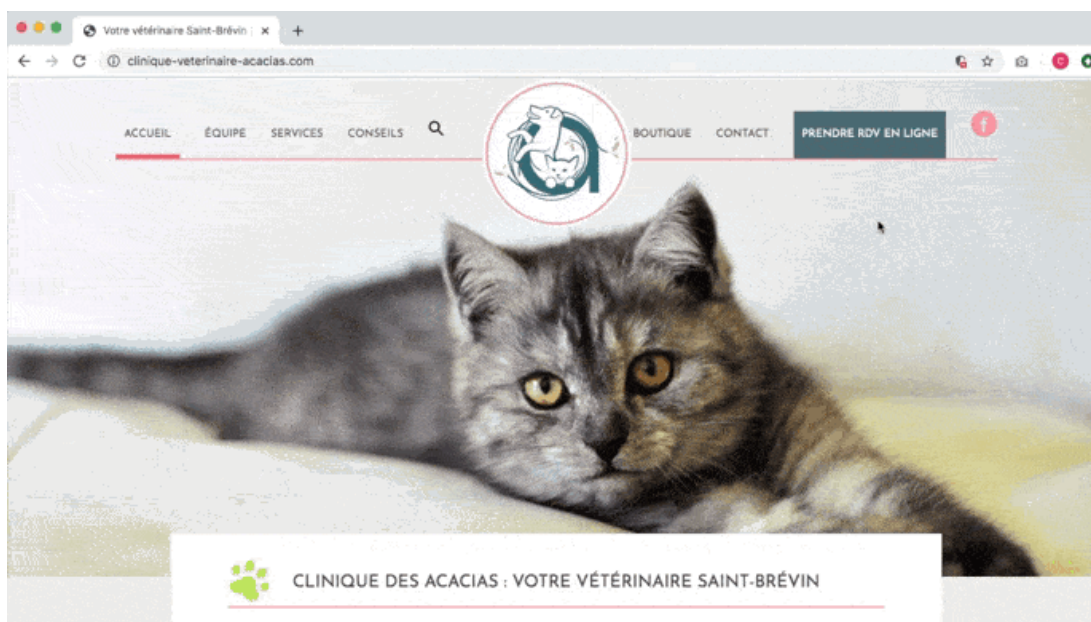 Votre vétérinaire Saint-Brévin :
clinique-veterinaire-acacias.com
ACCUEIL ÉQUIPE SERVICES CONSEILS BOUTIQUE CONTACT PRENDRE RDV EN LIGNE
CLINIQUE DES ACACIAS : VOTRE VÉTÉRINAIRE SAINT-BRÉVIN